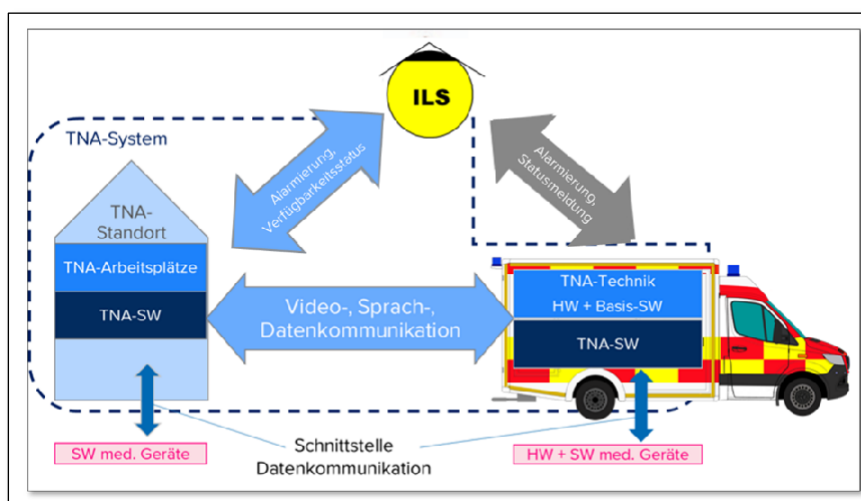 ILS
TNA-System
Alarmierung,
Verfügbarkeitsstatus
Alarmierung,
Statusmeldung
TNA-
Standort
TNA-Arbeitsplätze
TNA-SW
Video-, Sprach-,
Datenkommunikation
TNA-Technik
HW + Basis-SW
TNA-SW
SW med. Geräte
Schnittstelle
Datenkommunikation
HW + SW med. Geräte